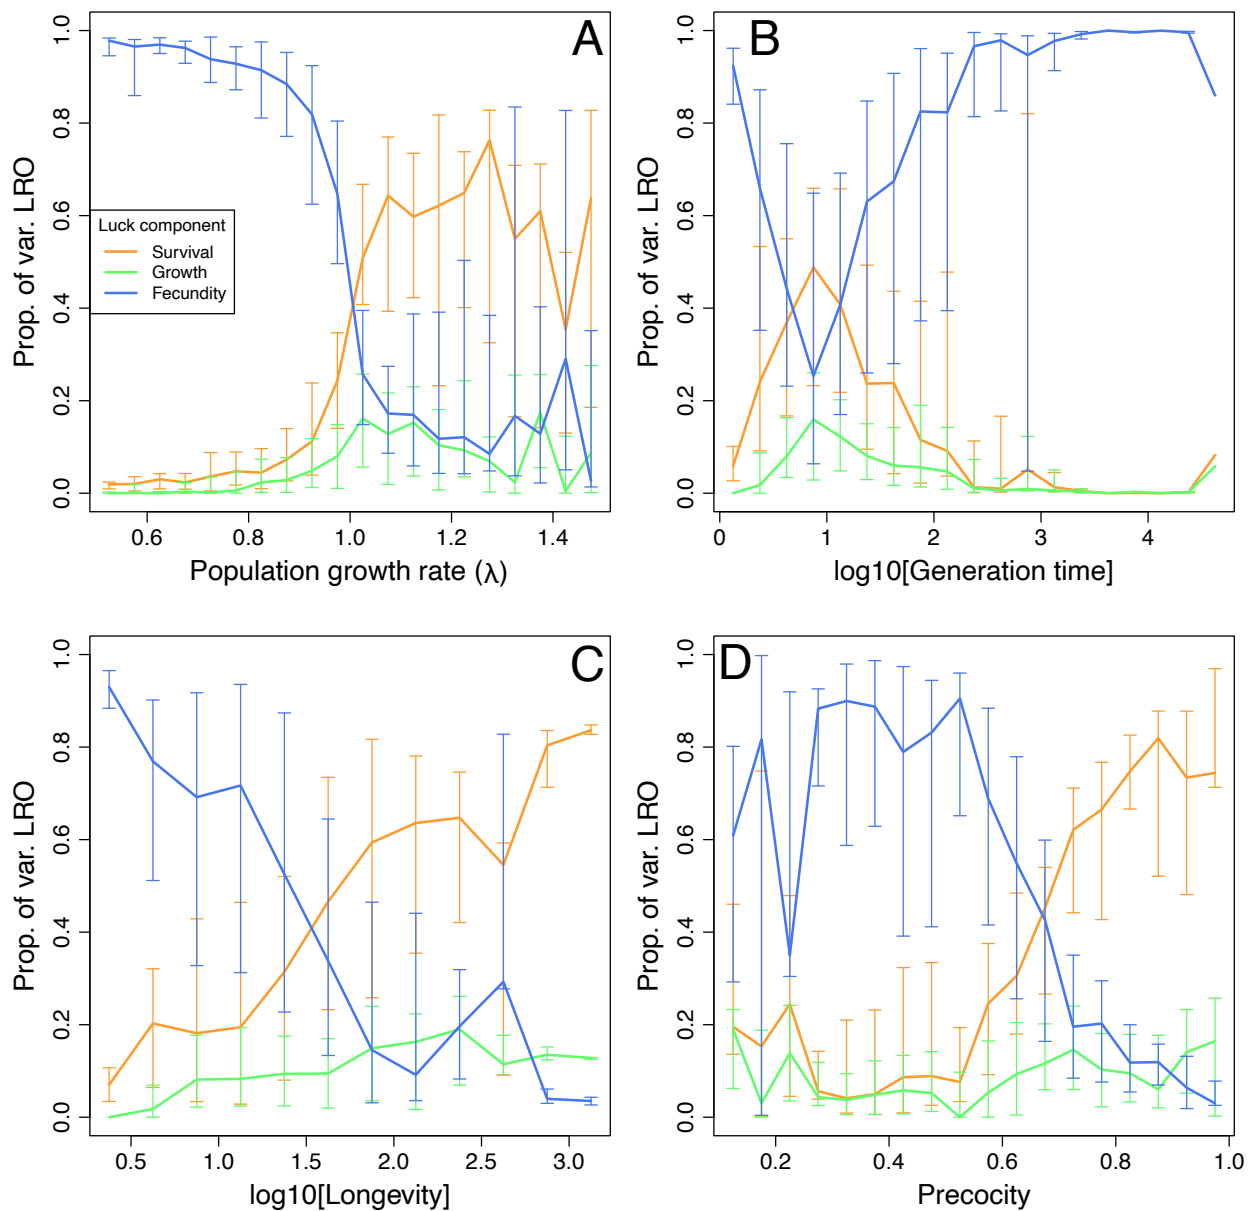 A
Prop. of var. LRO
1.0
0.8
0.6
0.4
0.2
0.0
Luck component
Survival
Growth
Fecundity
0.6
0.8
1.0
1.2
1.4
Population growth rate (λ)
B
Prop. of var. LRO
1.0
0.8
0.6
0.4
0.2
0.0
0
1
2
3
4
log10[Generation time]
C
Prop. of var. LRO
1.0
0.8
0.6
0.4
0.2
0.0
0.5
1.0
1.5
2.0
2.5
3.0
log10[Longevity]
D
Prop. of var. LRO
1.0
0.8
0.6
0.4
0.2
0.0
0.2
0.4
0.6
0.8
1.0
Precocity